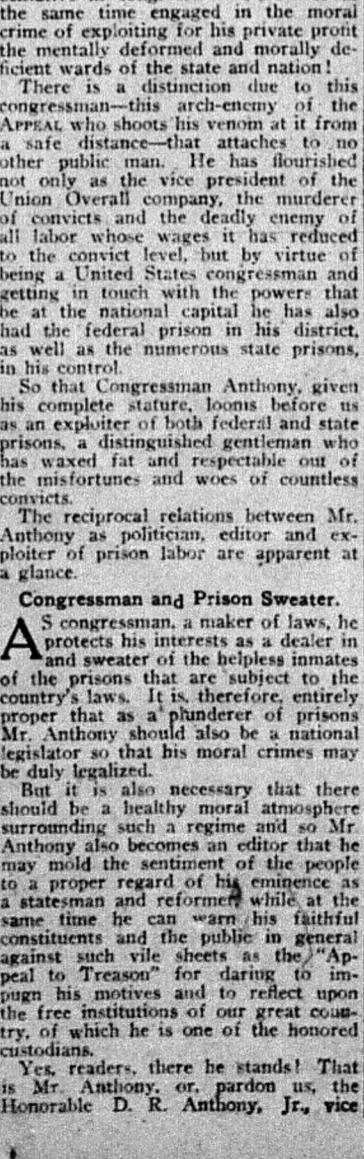 the same time engaged in the moral
crime of exploiting for his private profit
the mentally deformed and morally de-
ficient wards of the state and nation!
There is a distinction due to this
congressman—this arch-enemy of the
APPEAL who shoots his venom at it from
a safe distance—that attaches to no
other public man. He has flourished
not only as the vice president of the
Union Overall company, the murderer
of convicts and the deadly enemy of
all labor whose wages it has reduced
to the convict level, but by virtue of
being a United States congressman and
getting in touch with the powers that
be at the national capital he has also
had the federal prison in his district,
as well as the numerous state prisons,
in his control.
So that Congressman Anthony, given
his complete stature, looms before us
as an exploiter of both federal and state
prisons, a distinguished gentleman who
has waxed fat and respectable out of
the misfortunes and woes of countless
convicts.
The reciprocal relations between Mr.
Anthony as politician, editor and ex-
ploiter of prison labor are apparent at
a glance.
Congressman and Prison Sweater.
AS congressman, a maker of laws, he
protects his interests as a dealer in
and sweater of the helpless inmates
of the prisons that are subject to the
country's laws. It is, therefore, entirely
proper that as a plunderer of prisons
Mr. Anthony should also be a national
legislator so that his moral crimes may
be duly legalized.
But it is also necessary that there
should be a healthy moral atmosphere
surrounding such a regime and so Mr.
Anthony also becomes an editor that he
may mold the sentiment of the people
to a proper regard of his eminence as
a statesman and reformer while at the
same time he can warn his faithful
constituents and the public in general
against such vile sheets as the "Ap-
peal to Treason" for daring to im-
pugn his motives and to reflect upon
the free institutions of our great coun-
try, of which he is one of the honored
custodians.
Yes, readers, there he stands! That
is Mr. Anthony, or, pardon us, the
Honorable D. R. Anthony, Jr., vice